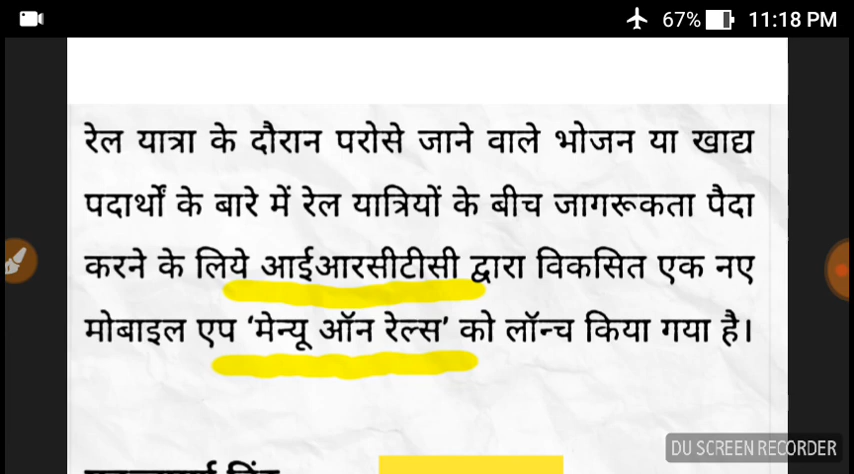 67% 11:18 PM
रेल यात्रा के दौरान परोसे जाने वाले भोजन या खाद्य
पदार्थों के बारे में रेल यात्रियों के बीच जागरूकता पैदा
करने के लिये आईआरसीटीसी द्वारा विकसित एक नए
मोबाइल एप ‘मेन्यू ऑन रेल्स’ को लॉन्च किया गया है।
DU SCREEN RECORDER